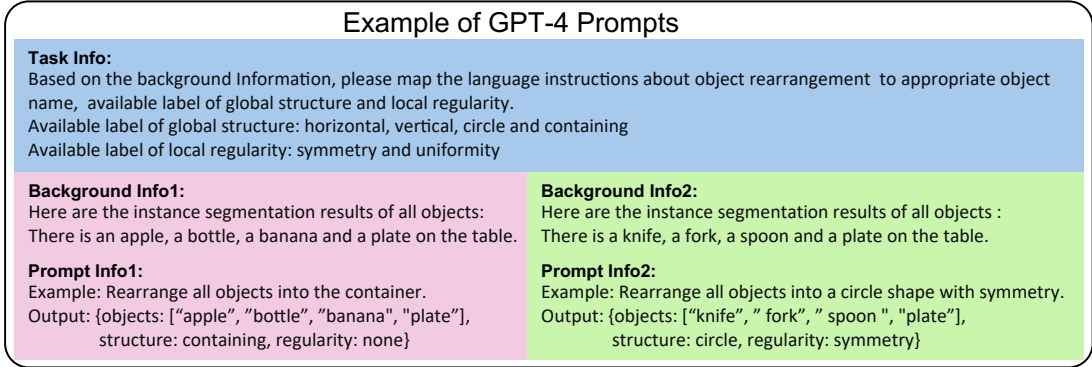 Example of GPT-4 Prompts
Task Info:
Based on the background Information, please map the language instructions about object rearrangement to appropriate object
name, available label of global structure and local regularity.
Available label of global structure: horizontal, vertical, circle and containing
Available label of local regularity: symmetry and uniformity
Background Info1:
Here are the instance segmentation results of all objects:
There is an apple, a bottle, a banana and a plate on the table.
Prompt Info1:
Example: Rearrange all objects into the container.
Output: {objects: [“apple”, ”bottle”, ”banana", "plate”],
structure: containing, regularity: none}
Background Info2:
Here are the instance segmentation results of all objects :
There is a knife, a fork, a spoon and a plate on the table.
Prompt Info2:
Example: Rearrange all objects into a circle shape with symmetry.
Output: {objects: [“knife”, ” fork”, ” spoon ", "plate”],
structure: circle, regularity: symmetry}